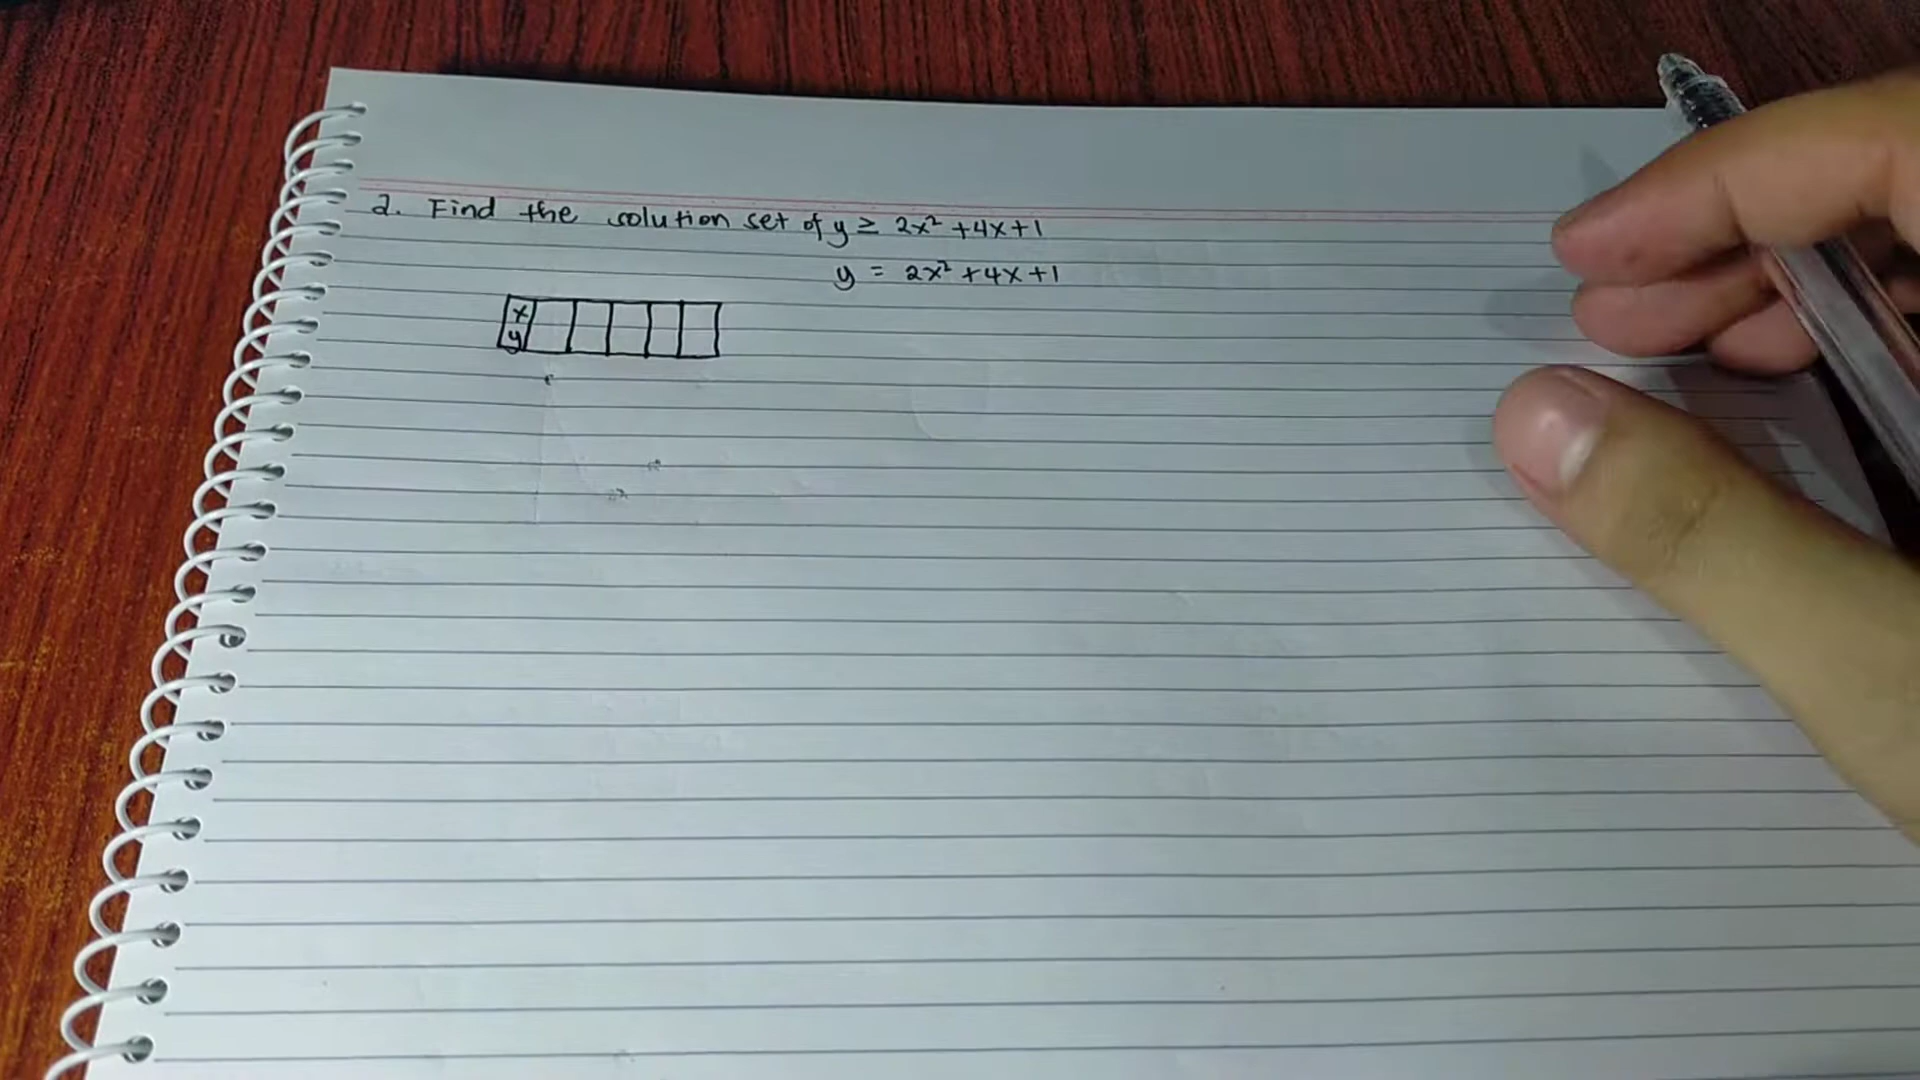 2. Find the solution set of y ≥ 2x² +4x+1
y = 2x² +4x+1
x
y